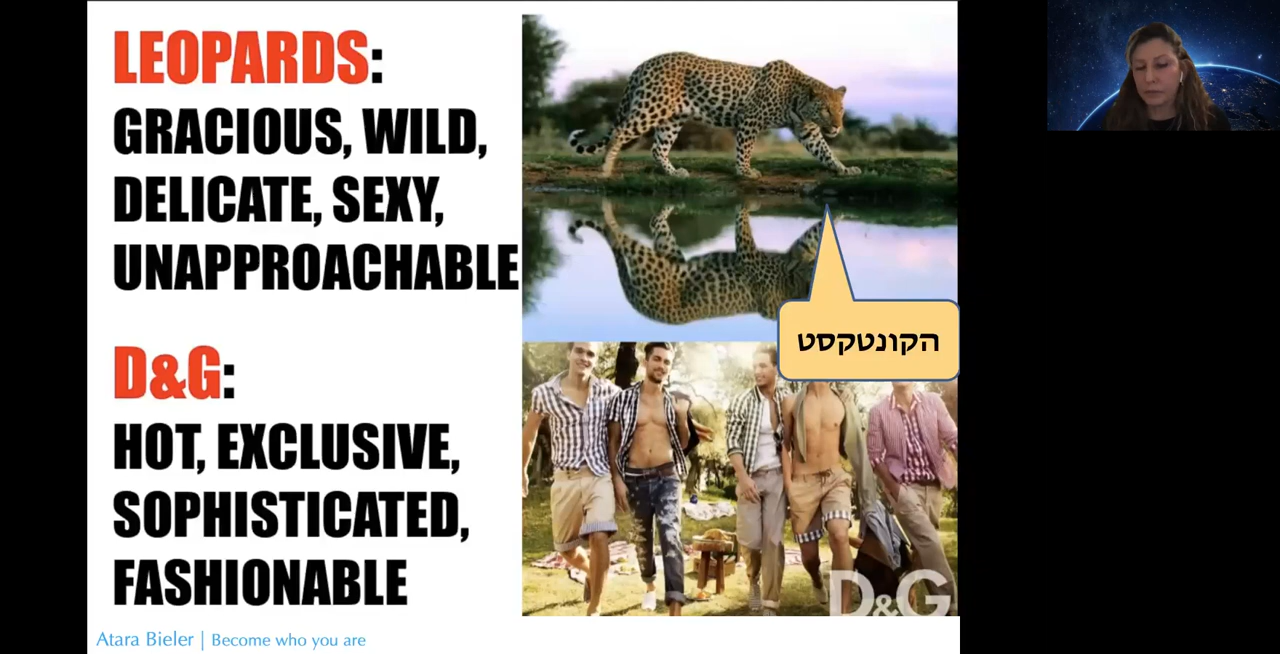 LEOPARDS:
GRACIOUS, WILD,
DELICATE, SEXY,
UNAPPROACHABLE
הקונטקסט
D&G:
HOT, EXCLUSIVE,
SOPHISTICATED,
FASHIONABLE
D&G
Atara Bieler | Become who you are